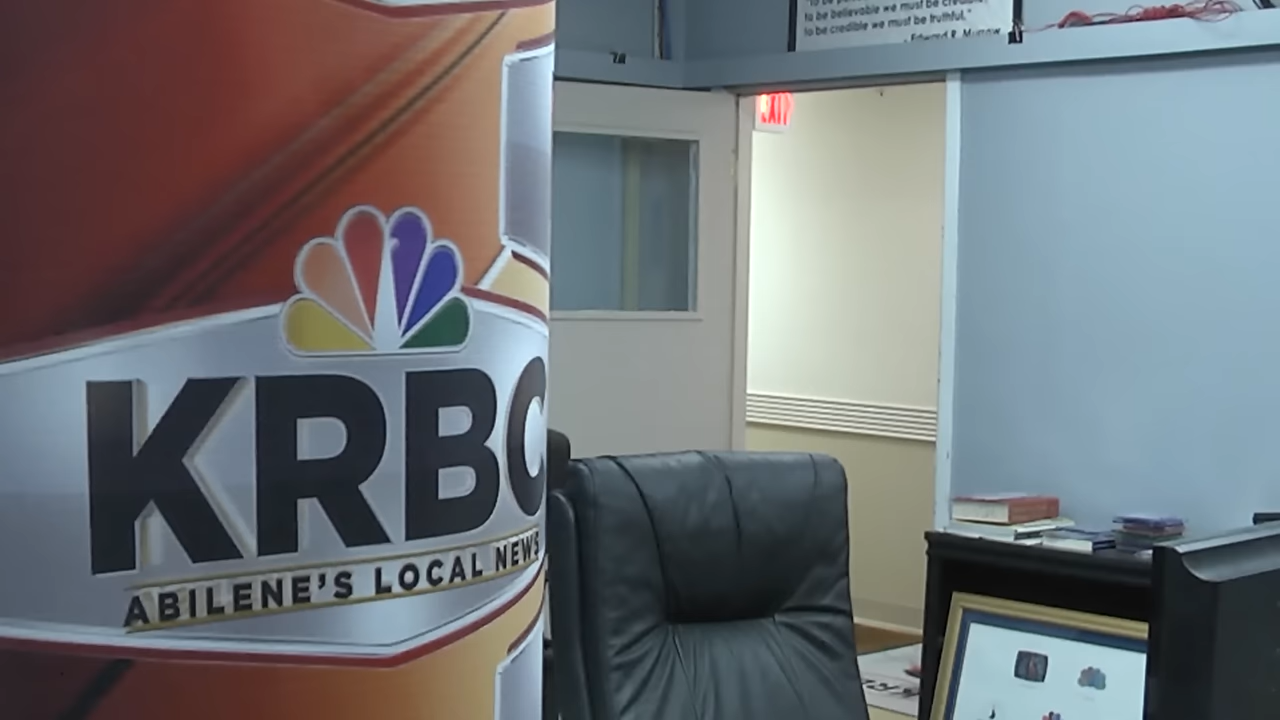 to be believable we must be credible,
to be credible we must be truthful."
- Edward R. Murrow
EXIT
KRBC
ABILENE'S LOCAL NEWS